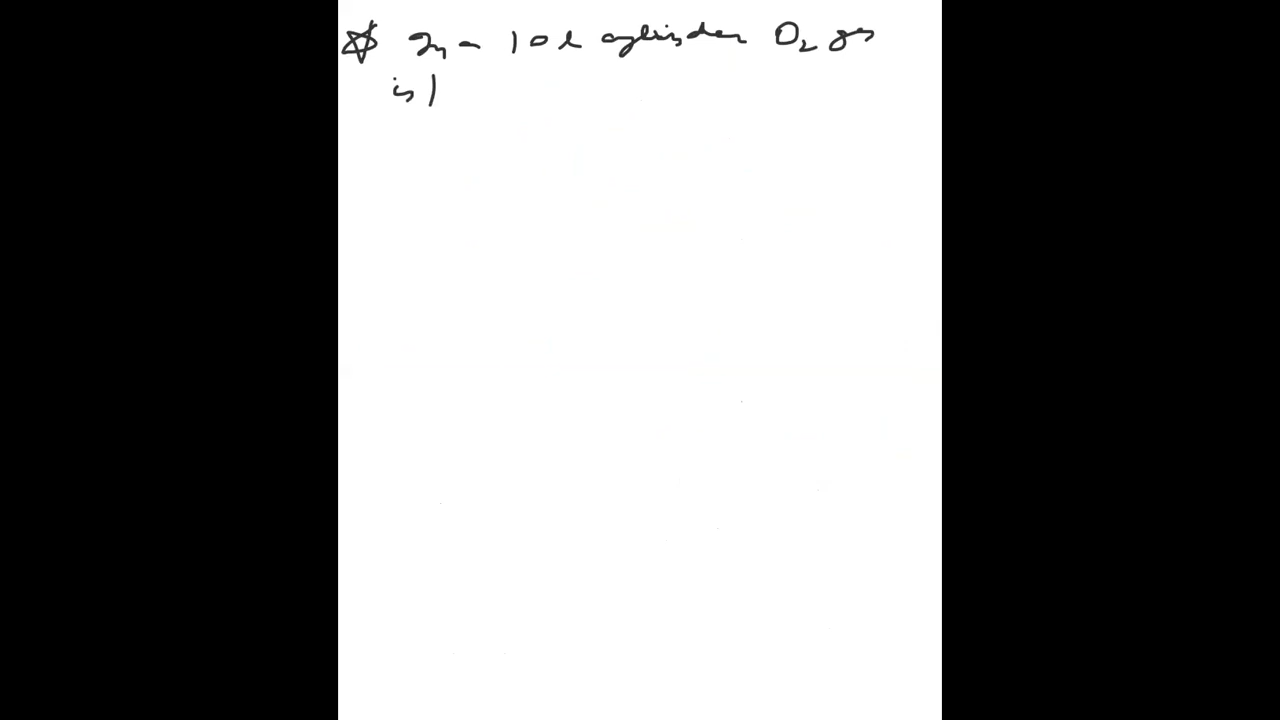 ☆ In a 10 l cylinder O₂ gas
is |